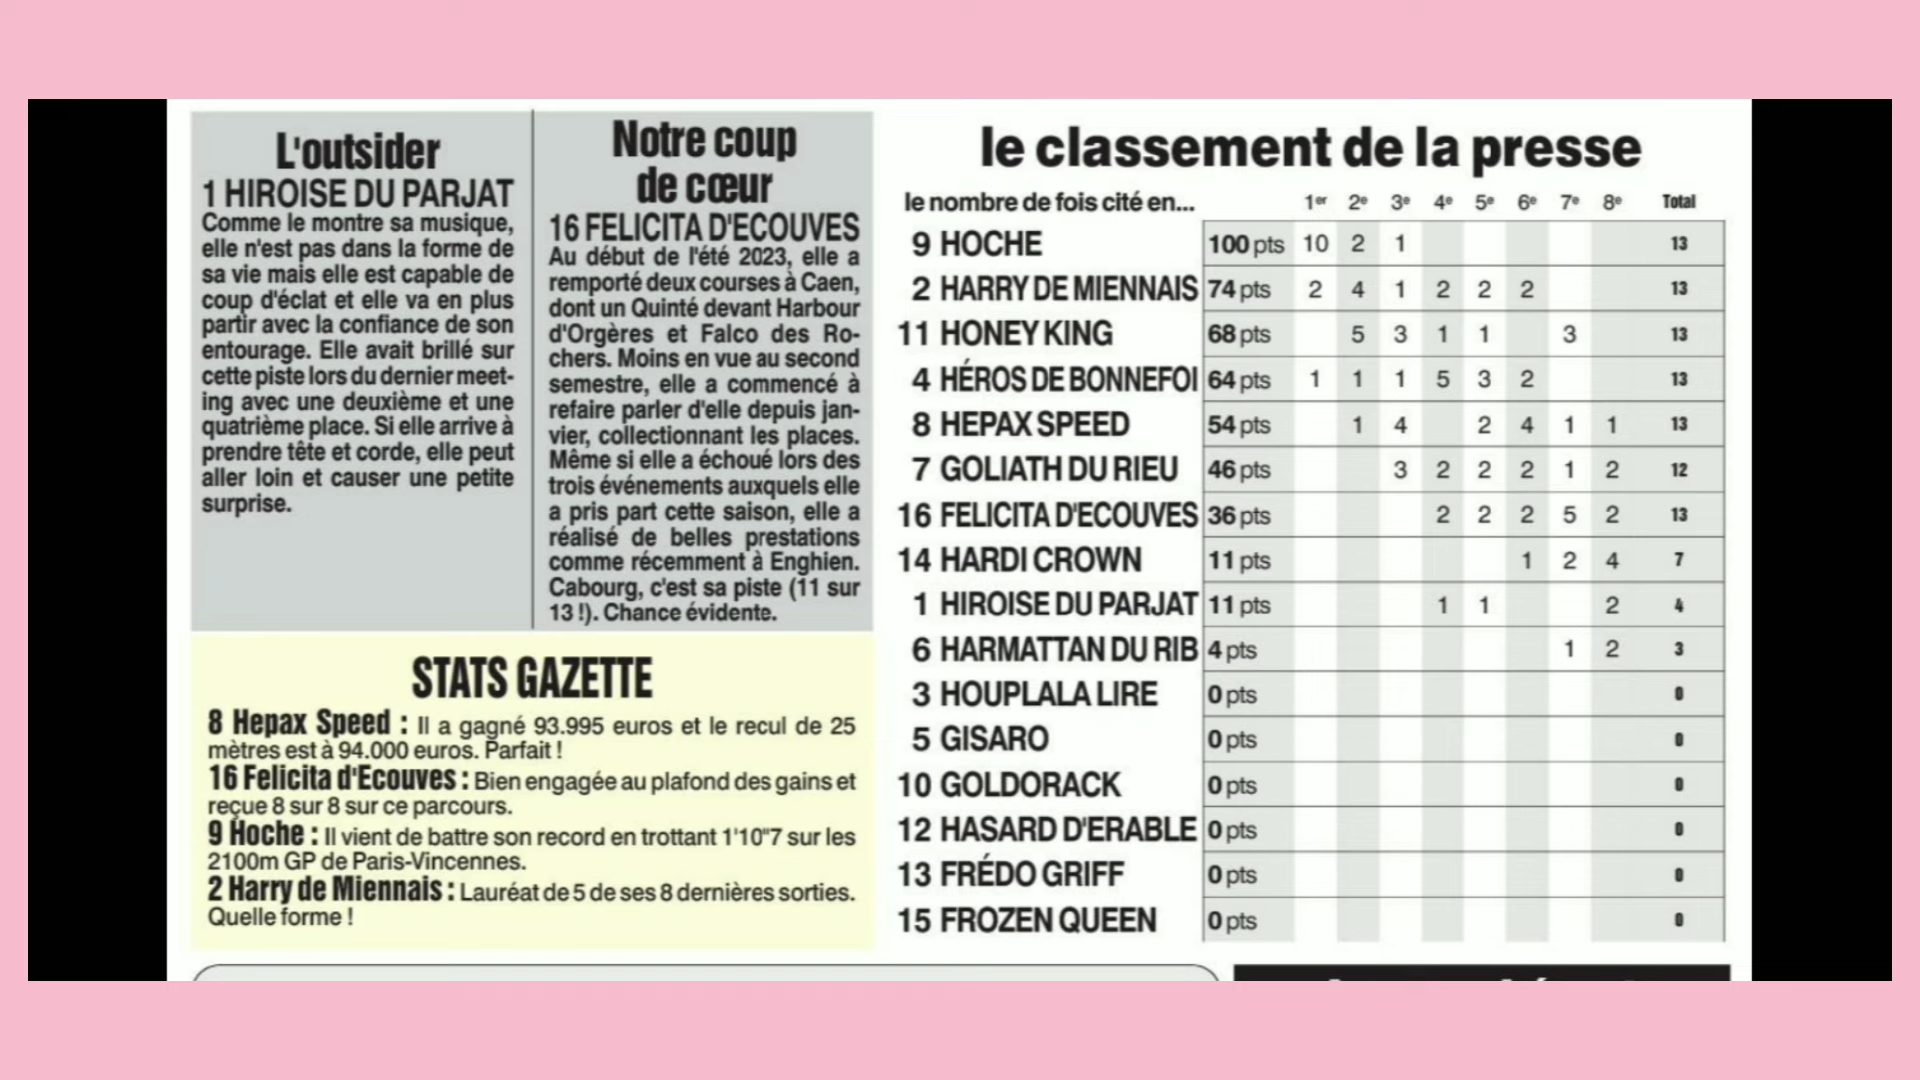 L'outsider
1 HIROISE DU PARJAT
Comme le montre sa musique,
elle n'est pas dans la forme de
sa vie mais elle est capable de
coup d'éclat et elle va en plus
partir avec la confiance de son
entourage. Elle avait brillé sur
cette piste lors du dernier meet-
ing avec une deuxième et une
quatrième place. Si elle arrive à
prendre tête et corde, elle peut
aller loin et causer une petite
surprise.
Notre coup
de cœur
16 FELICITA D'ECOUVES
Au début de l'été 2023, elle a
remporté deux courses à Caen,
dont un Quinté devant Harbour
d'Orgères et Falco des Ro-
chers. Moins en vue au second
semestre, elle a commencé à
refaire parler d'elle depuis jan-
vier, collectionnant les places.
Même si elle a échoué lors des
trois événements auxquels elle
a pris part cette saison, elle a
réalisé de belles prestations
comme récemment à Enghien.
Cabourg, c'est sa piste (11 sur
13 !). Chance évidente.
STATS GAZETTE
8 Hepax Speed : Il a gagné 93.995 euros et le recul de 25
mètres est à 94.000 euros. Parfait !
16 Felicita d'Ecouves : Bien engagée au plafond des gains et
reçue 8 sur 8 sur ce parcours.
9 Hoche : Il vient de battre son record en trottant 1'10"7 sur les
2100m GP de Paris-Vincennes.
2 Harry de Miennais : Lauréat de 5 de ses 8 dernières sorties.
Quelle forme !
le classement de la presse
le nombre de fois cité en... 1er 2e 3e 4e 5e 6e 7e 8e Total
9 HOCHE 100 pts 10 2 1 13
2 HARRY DE MIENNAIS 74 pts 2 4 1 2 2 2 13
11 HONEY KING 68 pts 5 3 1 1 3 13
4 HÉROS DE BONNEFOI 64 pts 1 1 1 5 3 2 13
8 HEPAX SPEED 54 pts 1 4 2 4 1 1 13
7 GOLIATH DU RIEU 46 pts 3 2 2 2 1 2 12
16 FELICITA D'ECOUVES 36 pts 2 2 2 5 2 13
14 HARDI CROWN 11 pts 1 2 4 7
1 HIROISE DU PARJAT 11 pts 1 1 2 4
6 HARMATTAN DU RIB 4 pts 1 2 3
3 HOUPLALA LIRE 0 pts 0
5 GISARO 0 pts 0
10 GOLDORACK 0 pts 0
12 HASARD D'ERABLE 0 pts 0
13 FRÉDO GRIFF 0 pts 0
15 FROZEN QUEEN 0 pts 0